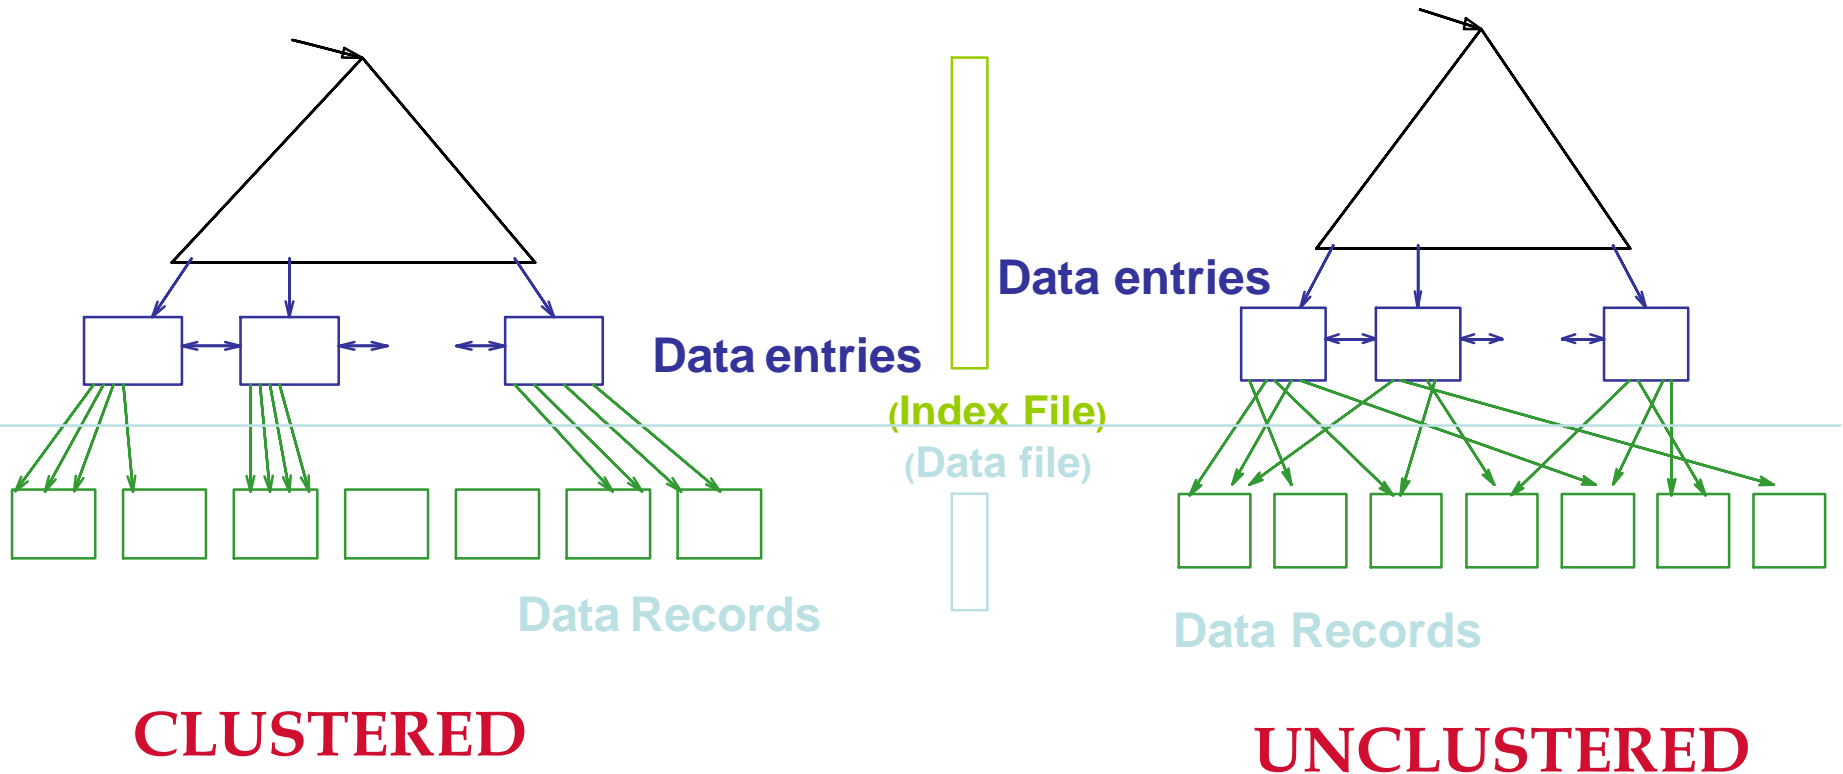 Data entries
Data entries
(Index File)
(Data file)
Data Records
Data Records
CLUSTERED
UNCLUSTERED